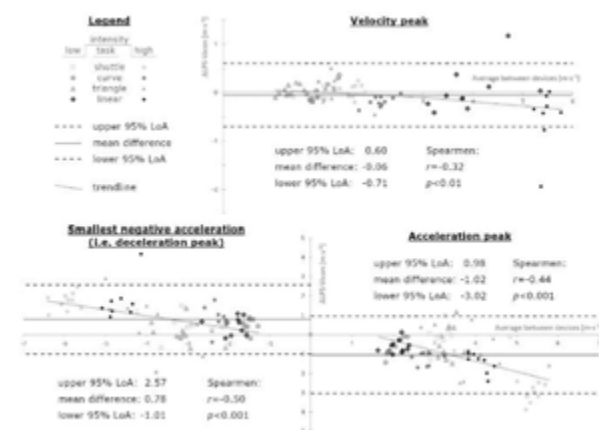 Legend
intensity
low task high
shuttle
curve
triangle
linear
upper 95% LoA
mean difference
lower 95% LoA
trendline
Velocity peak
Average between devices [m·s⁻¹]
upper 95% LoA: 0.60 Spearmen:
mean difference: -0.06 r=-0.32
lower 95% LoA: -0.71 p<0.01
Smallest negative acceleration
(i.e. deceleration peak)
upper 95% LoA: 2.57 Spearmen:
mean difference: 0.78 r=-0.50
lower 95% LoA: -1.01 p<0.001
Acceleration peak
upper 95% LoA: 0.98 Spearmen:
mean difference: -1.02 r=-0.44
lower 95% LoA: -3.02 p<0.001
Average between devices